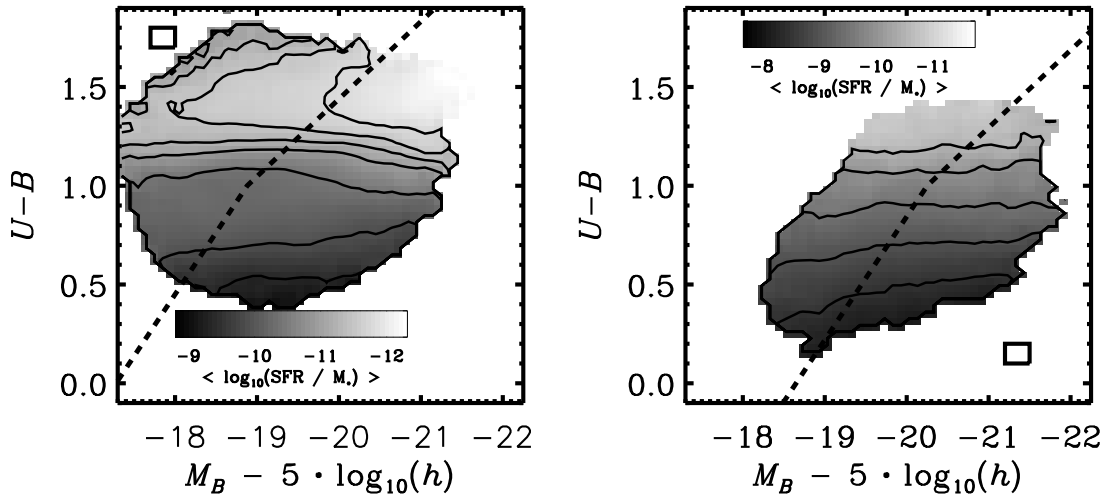 U−B
1.5
1.0
0.5
0.0
−9 −10 −11 −12
< log₁₀(SFR / M⁎) >
−18 −19 −20 −21 −22
M_B − 5 · log₁₀(h)
U−B
−8 −9 −10 −11
< log₁₀(SFR / M⁎) >
1.5
1.0
0.5
0.0
−18 −19 −20 −21 −22
M_B − 5 · log₁₀(h)